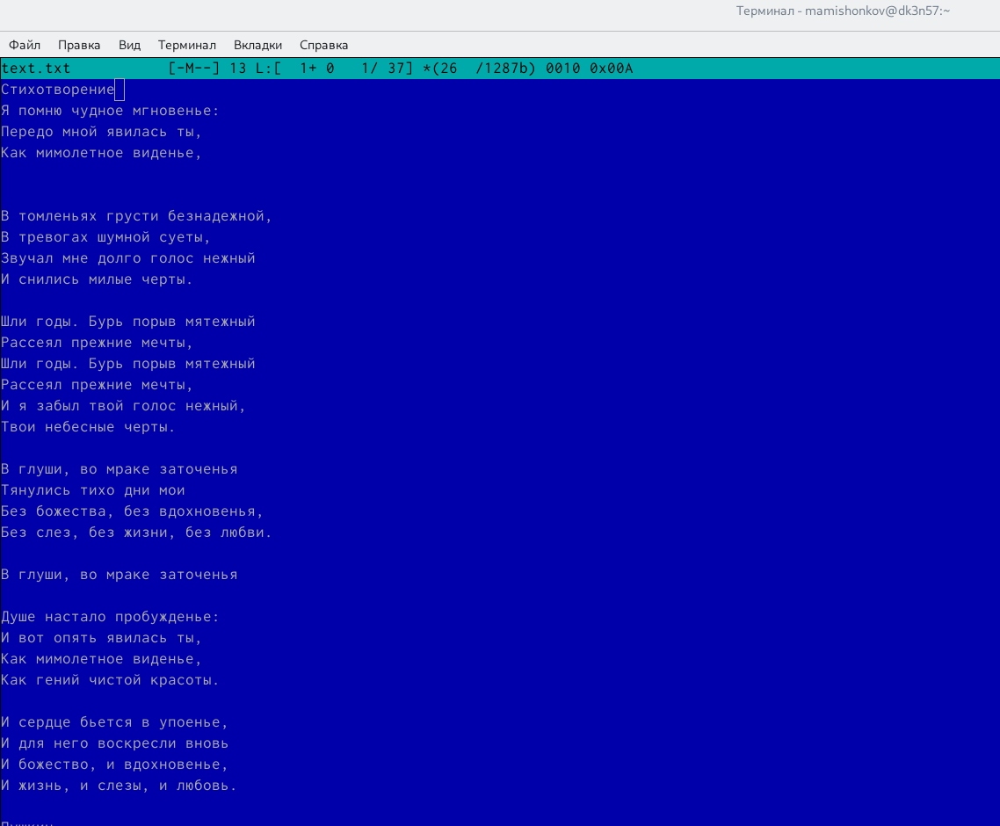 Терминал - mamishonkov@dk3n57:~
Файл Правка Вид Терминал Вкладки Справка
text.txt [-M--] 13 L:[ 1+ 0 1/ 37] *(26 /1287b) 0010 0x00A
Стихотворение
Я помню чудное мгновенье:
Передо мной явилась ты,
Как мимолетное виденье,
В томленьях грусти безнадежной,
В тревогах шумной суеты,
Звучал мне долго голос нежный
И снились милые черты.
Шли годы. Бурь порыв мятежный
Рассеял прежние мечты,
Шли годы. Бурь порыв мятежный
Рассеял прежние мечты,
И я забыл твой голос нежный,
Твои небесные черты.
В глуши, во мраке заточенья
Тянулись тихо дни мои
Без божества, без вдохновенья,
Без слез, без жизни, без любви.
В глуши, во мраке заточенья
Душе настало пробужденье:
И вот опять явилась ты,
Как мимолетное виденье,
Как гений чистой красоты.
И сердце бьется в упоенье,
И для него воскресли вновь
И божество, и вдохновенье,
И жизнь, и слезы, и любовь.